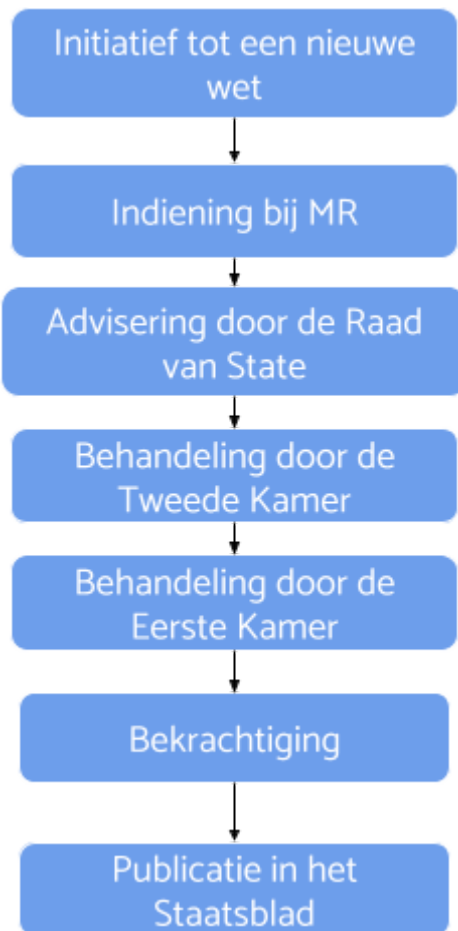 Initiatief tot een nieuwe
wet
Indiening bij MR
Advisering door de Raad
van State
Behandeling door de
Tweede Kamer
Behandeling door de
Eerste Kamer
Bekrachtiging
Publicatie in het
Staatsblad